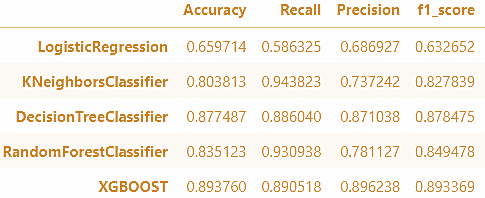 Accuracy Recall Precision f1_score
LogisticRegression 0.659714 0.586325 0.686927 0.632652
KNeighborsClassifier 0.803813 0.943823 0.737242 0.827839
DecisionTreeClassifier 0.877487 0.886040 0.871038 0.878475
RandomForestClassifier 0.835123 0.930938 0.781127 0.849478
XGBOOST 0.893760 0.890518 0.896238 0.893369